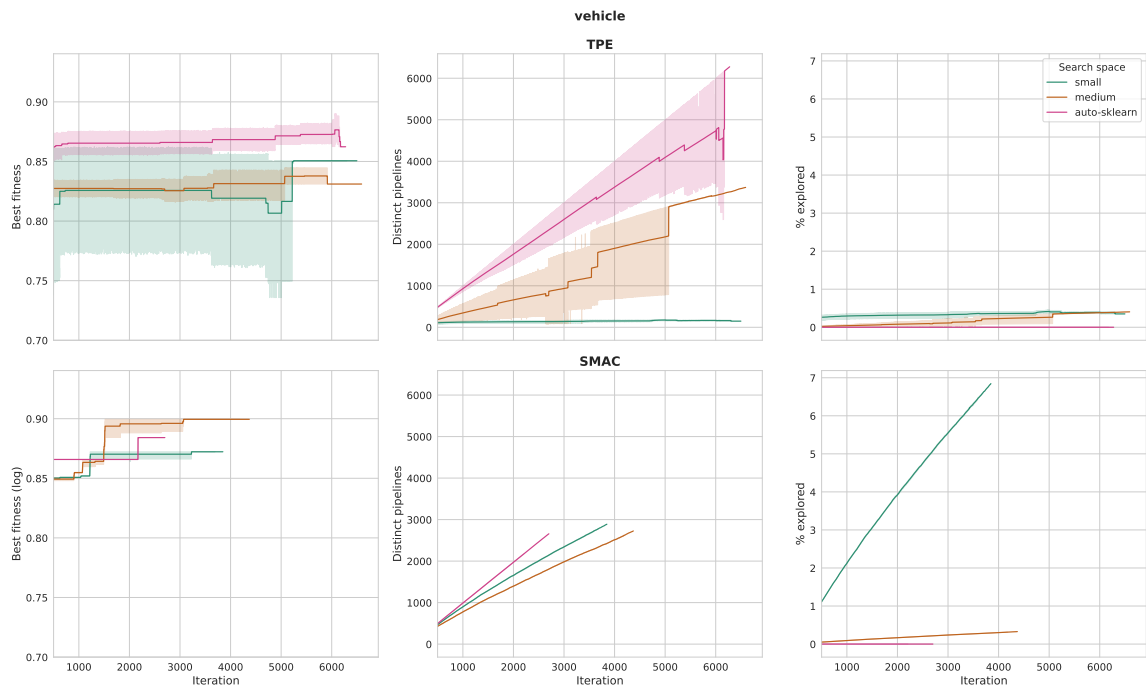 vehicle
TPE
Best fitness
0.90
0.85
0.80
0.75
0.70
Distinct pipelines
6000
5000
4000
3000
2000
1000
0
% explored
7
6
5
4
3
2
1
0
Search space
small
medium
auto-sklearn
SMAC
Best fitness (log)
0.90
0.85
0.80
0.75
0.70
1000 2000 3000 4000 5000 6000
Iteration
Distinct pipelines
6000
5000
4000
3000
2000
1000
0
1000 2000 3000 4000 5000 6000
Iteration
% explored
7
6
5
4
3
2
1
0
1000 2000 3000 4000 5000 6000
Iteration